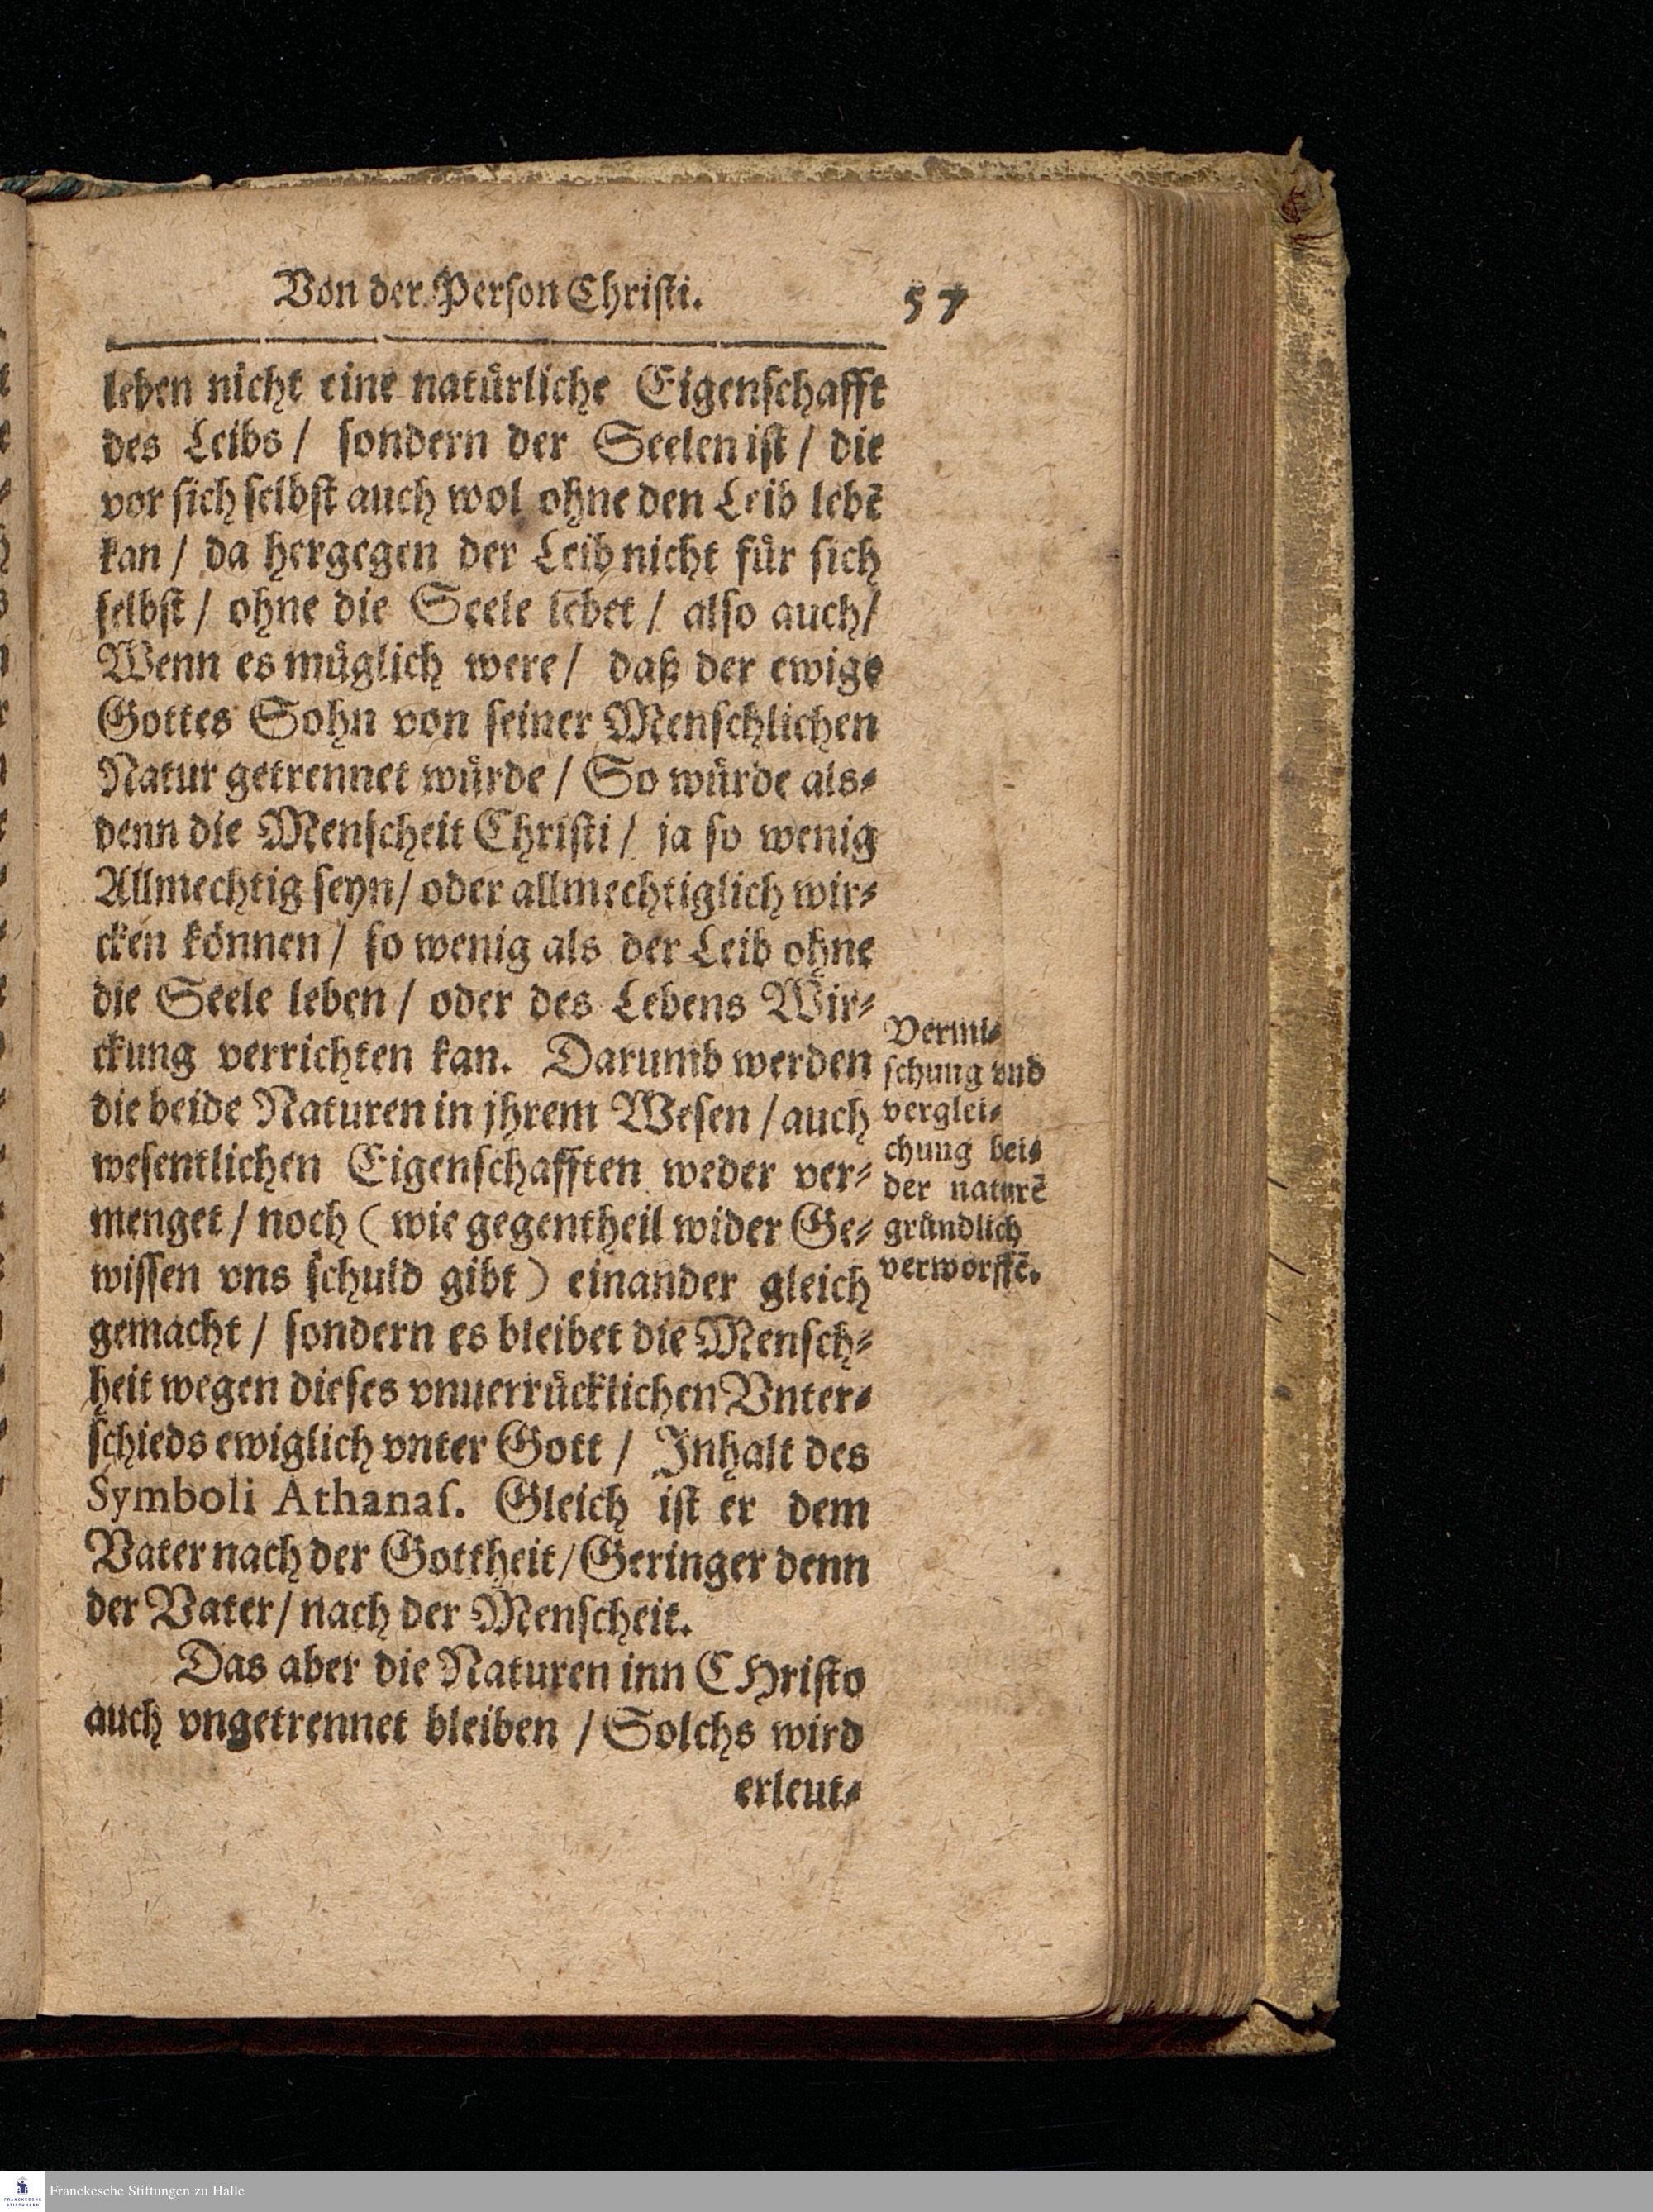 Von der Perſon Chriſti. 57
leben nicht eine natürliche Eigenſchafft
des Leibs / ſondern der Seelen iſt / die
vor ſich ſelbſt auch wol ohne den Leib lebē
kan / da hergegen der Leib nicht für ſich
ſelbſt / ohne die Seele lebet / alſo auch/
Wenn es müglich were / daß der ewige
Gottes Sohn von ſeiner Menſchlichen
Natur getrennet würde / So würde als⸗
denn die Menſcheit Chriſti / ja ſo wenig
Allmechtig ſeyn/ oder allmechtiglich wir⸗
cken können / ſo wenig als der Leib ohne
die Seele leben / oder des Lebens Wir⸗
ckung verrichten kan. Darumb werden
die beide Naturen in jhrem Weſen / auch
weſentlichen Eigenſchafften weder ver⸗
menget / noch (wie gegentheil wider Ge⸗
wiſſen vns ſchuld gibt) einander gleich
gemacht / ſondern es bleibet die Menſch⸗
heit wegen dieſes vnuerrücklichen Vnter⸗
ſchieds ewiglich vnter Gott / Inhalt des
Symboli Athanaſ. Gleich iſt er dem
Vater nach der Gottheit/ Geringer denn
der Vater/ nach der Menſcheit.
Das aber die Naturen inn CHriſto
auch vngetrennet bleiben / Solchs wird
erleut⸗
Vermi⸗
ſchung vnd
verglei⸗
chung bei⸗
der naturē
gründlich
verworffē.
FRANCKESCHE
STIFTUNGEN
Franckesche Stiftungen zu Halle